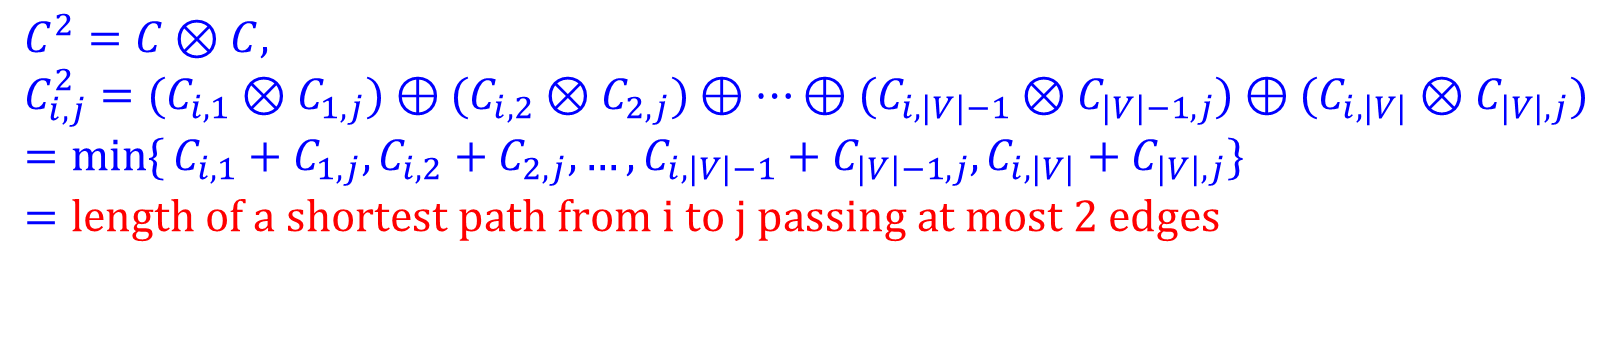 C² = C ⊗ C,
C²_{i,j} = (C_{i,1} ⊗ C_{1,j}) ⊕ (C_{i,2} ⊗ C_{2,j}) ⊕ ⋯ ⊕ (C_{i,|V|−1} ⊗ C_{|V|−1,j}) ⊕ (C_{i,|V|} ⊗ C_{|V|,j})
= min{ C_{i,1} + C_{1,j}, C_{i,2} + C_{2,j}, … , C_{i,|V|−1} + C_{|V|−1,j}, C_{i,|V|} + C_{|V|,j}}
= length of a shortest path from i to j passing at most 2 edges